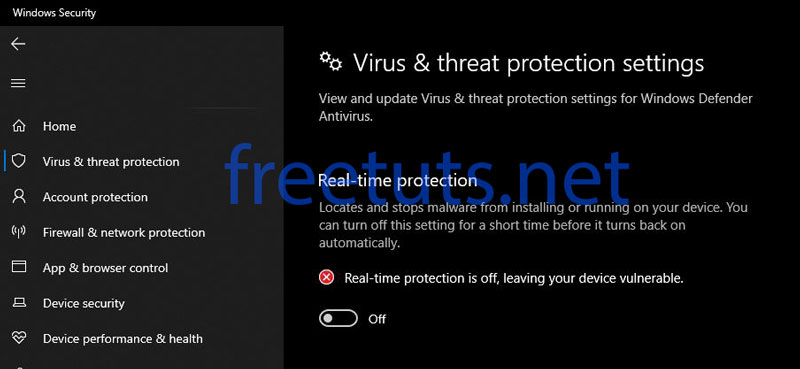 Windows Security
Home
Virus & threat protection
Account protection
Firewall & network protection
App & browser control
Device security
Device performance & health
Virus & threat protection settings
View and update Virus & threat protection settings for Windows Defender
Antivirus.
freetuts.net
Real-time protection
Locates and stops malware from installing or running on your device. You
can turn off this setting for a short time before it turns back on
automatically.
Real-time protection is off, leaving your device vulnerable.
Off